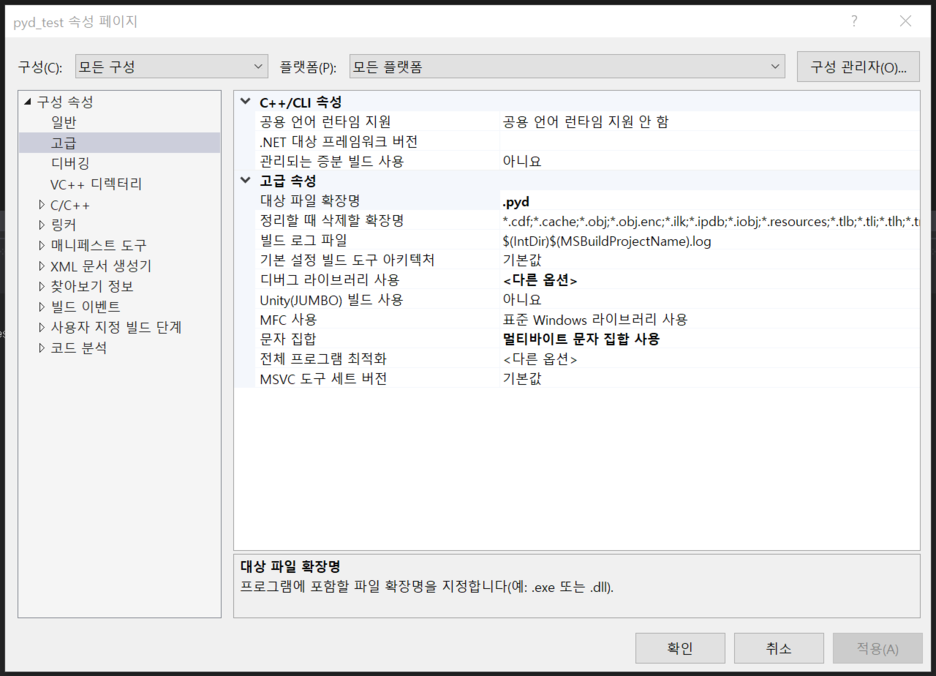 pyd_test 속성 페이지
구성(C): 모든 구성 플랫폼(P): 모든 플랫폼 구성 관리자(O)...
구성 속성
일반
고급
디버깅
VC++ 디렉터리
C/C++
링커
매니페스트 도구
XML 문서 생성기
찾아보기 정보
빌드 이벤트
사용자 지정 빌드 단계
코드 분석
C++/CLI 속성
공용 언어 런타임 지원 공용 언어 런타임 지원 안 함
.NET 대상 프레임워크 버전
관리되는 증분 빌드 사용 아니요
고급 속성
대상 파일 확장명 .pyd
정리할 때 삭제할 확장명 *.cdf;*.cache;*.obj;*.obj.enc;*.ilk;*.ipdb;*.iobj;*.resources;*.tlb;*.tli;*.tlh;*.t
빌드 로그 파일 $(IntDir)$(MSBuildProjectName).log
기본 설정 빌드 도구 아키텍처 기본값
디버그 라이브러리 사용 <다른 옵션>
Unity(JUMBO) 빌드 사용 아니요
MFC 사용 표준 Windows 라이브러리 사용
문자 집합 멀티바이트 문자 집합 사용
전체 프로그램 최적화 <다른 옵션>
MSVC 도구 세트 버전 기본값
대상 파일 확장명
프로그램에 포함할 파일 확장명을 지정합니다(예: .exe 또는 .dll).
확인 취소 적용(A)